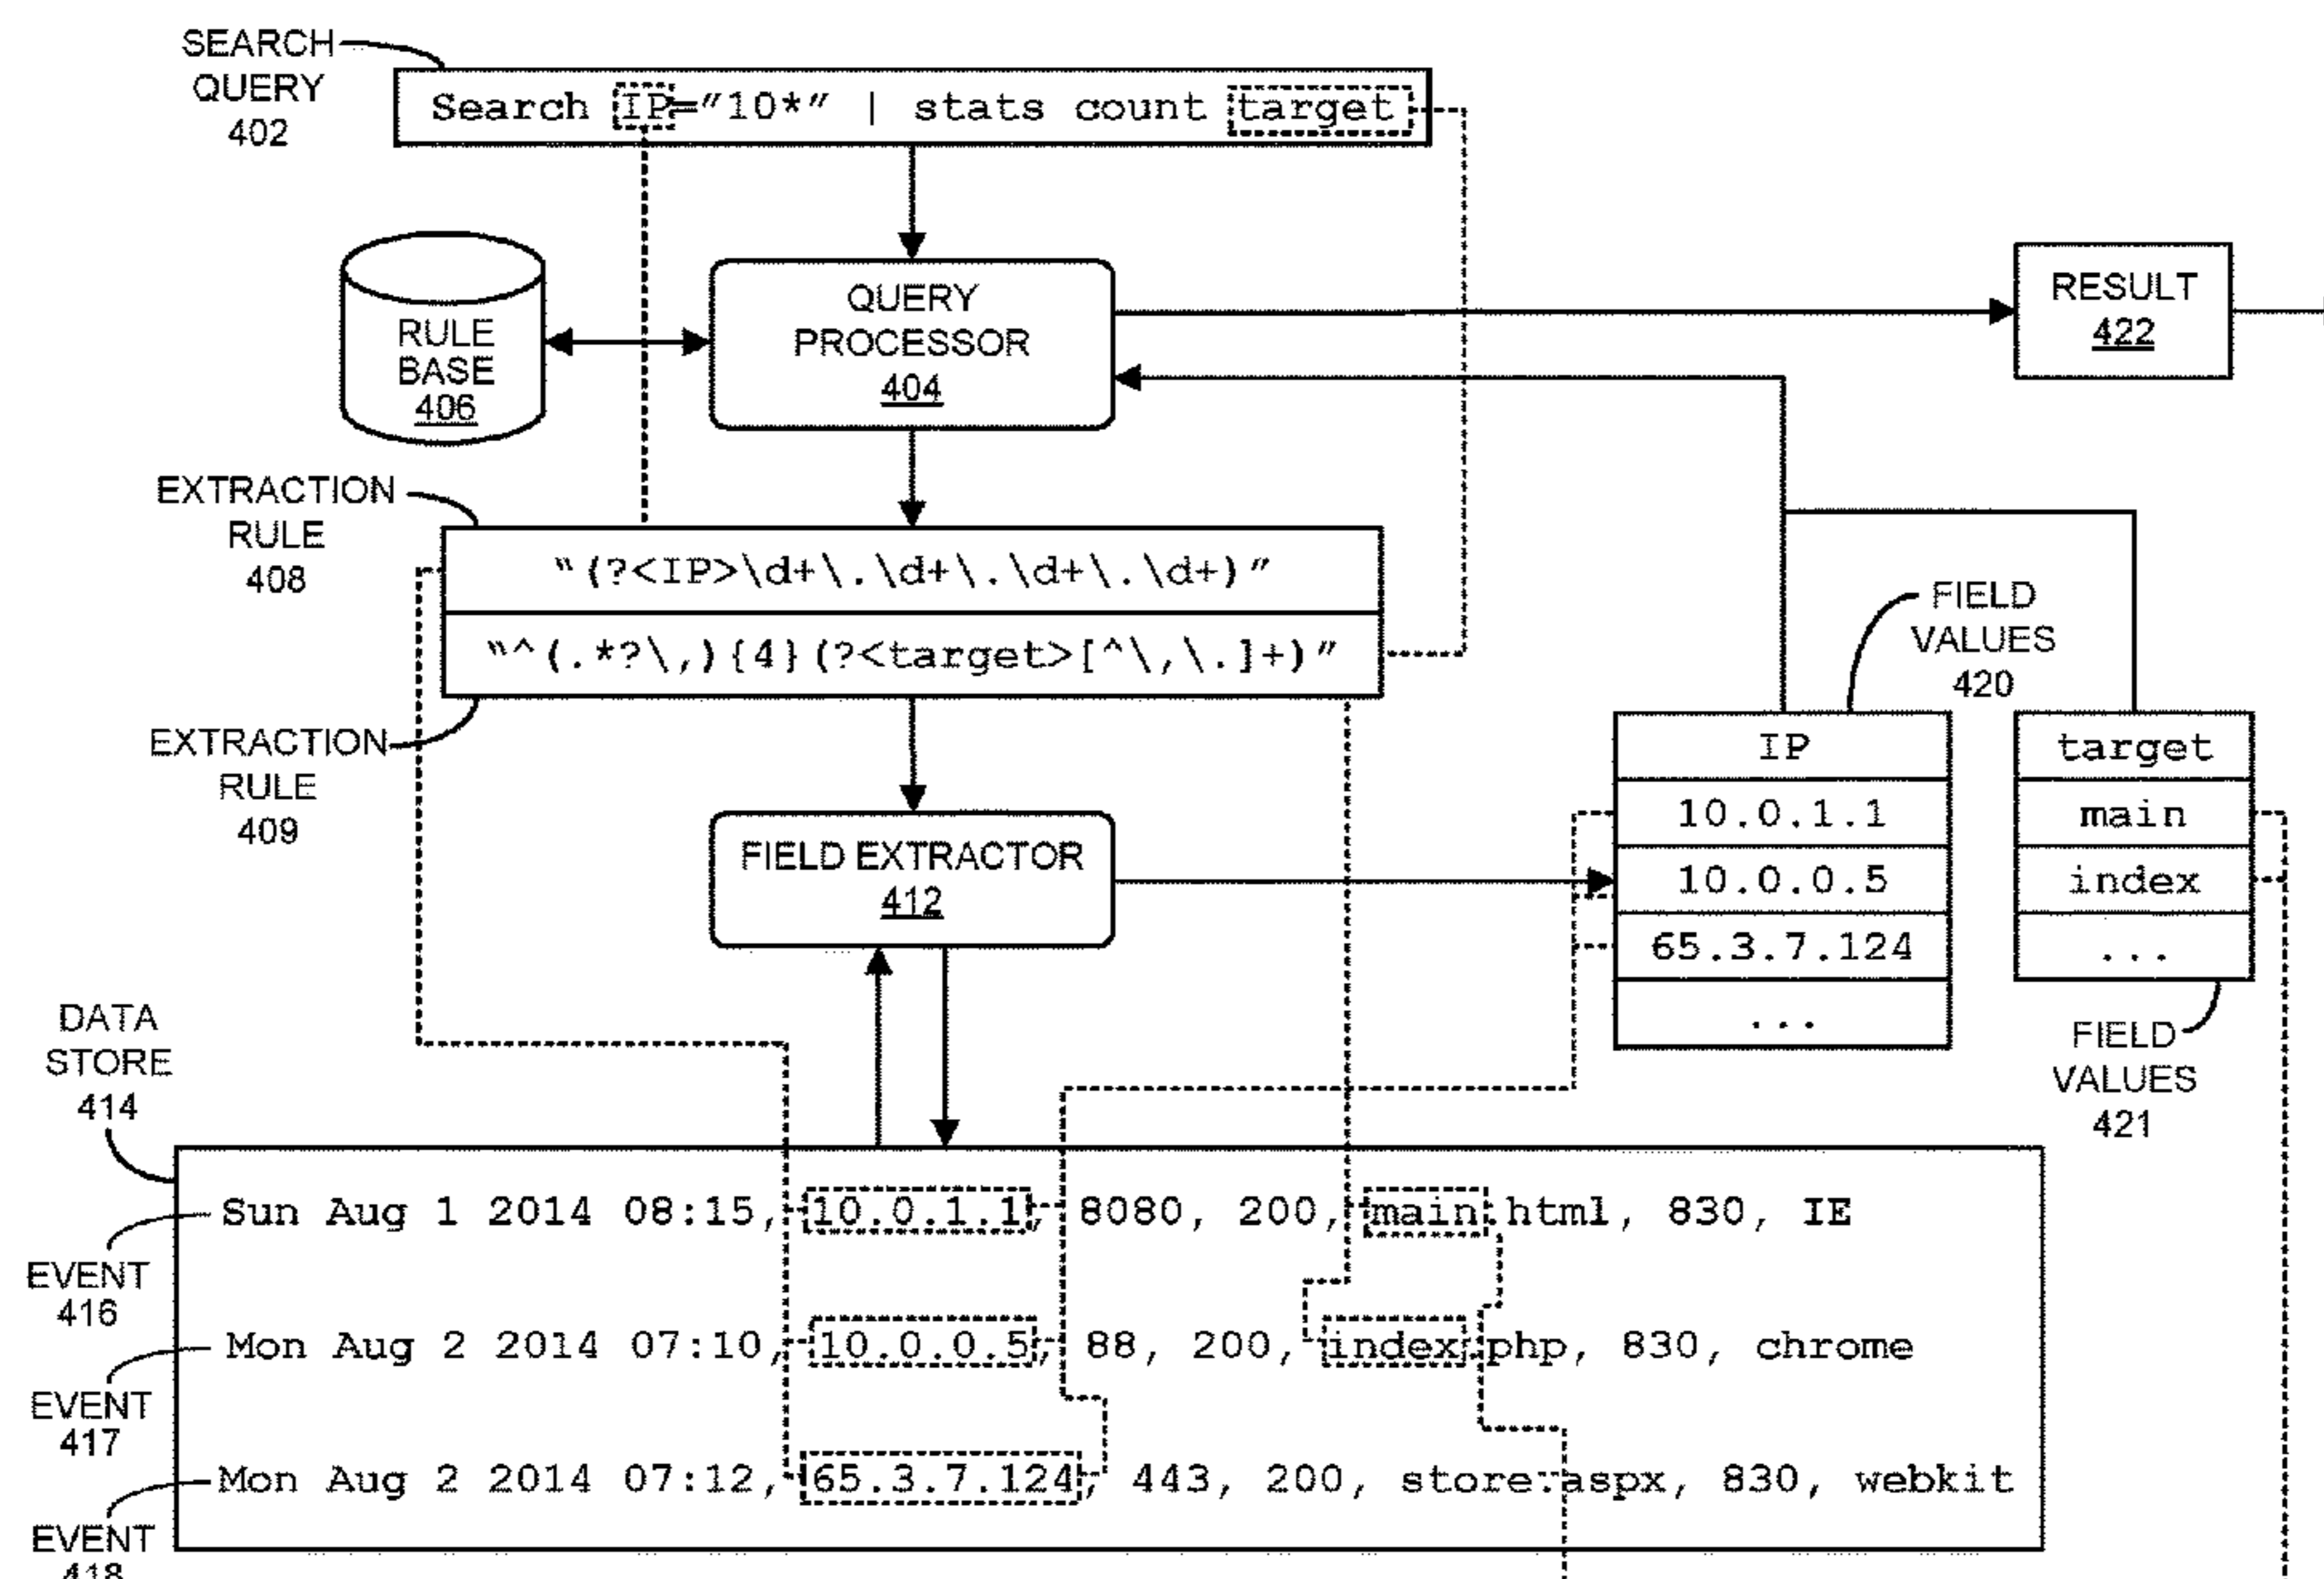 SEARCH
QUERY
402
Search IP="10*" | stats count target
RULE
BASE
406
QUERY
PROCESSOR
404
RESULT
422
EXTRACTION
RULE
408
"(?<IP>\d+\.\d+\.\d+\.\d+)"
"^(.*?\,){4}(?<target>[^\,\.]+)"
EXTRACTION
RULE
409
FIELD
VALUES
420
IP
10.0.1.1
10.0.0.5
65.3.7.124
...
target
main
index
...
FIELD
VALUES
421
FIELD EXTRACTOR
412
DATA
STORE
414
Sun Aug 1 2014 08:15, 10.0.1.1, 8080, 200, main.html, 830, IE
EVENT
416
Mon Aug 2 2014 07:10, 10.0.0.5, 88, 200, index.php, 830, chrome
EVENT
417
Mon Aug 2 2014 07:12, 65.3.7.124, 443, 200, store.aspx, 830, webkit
EVENT
418